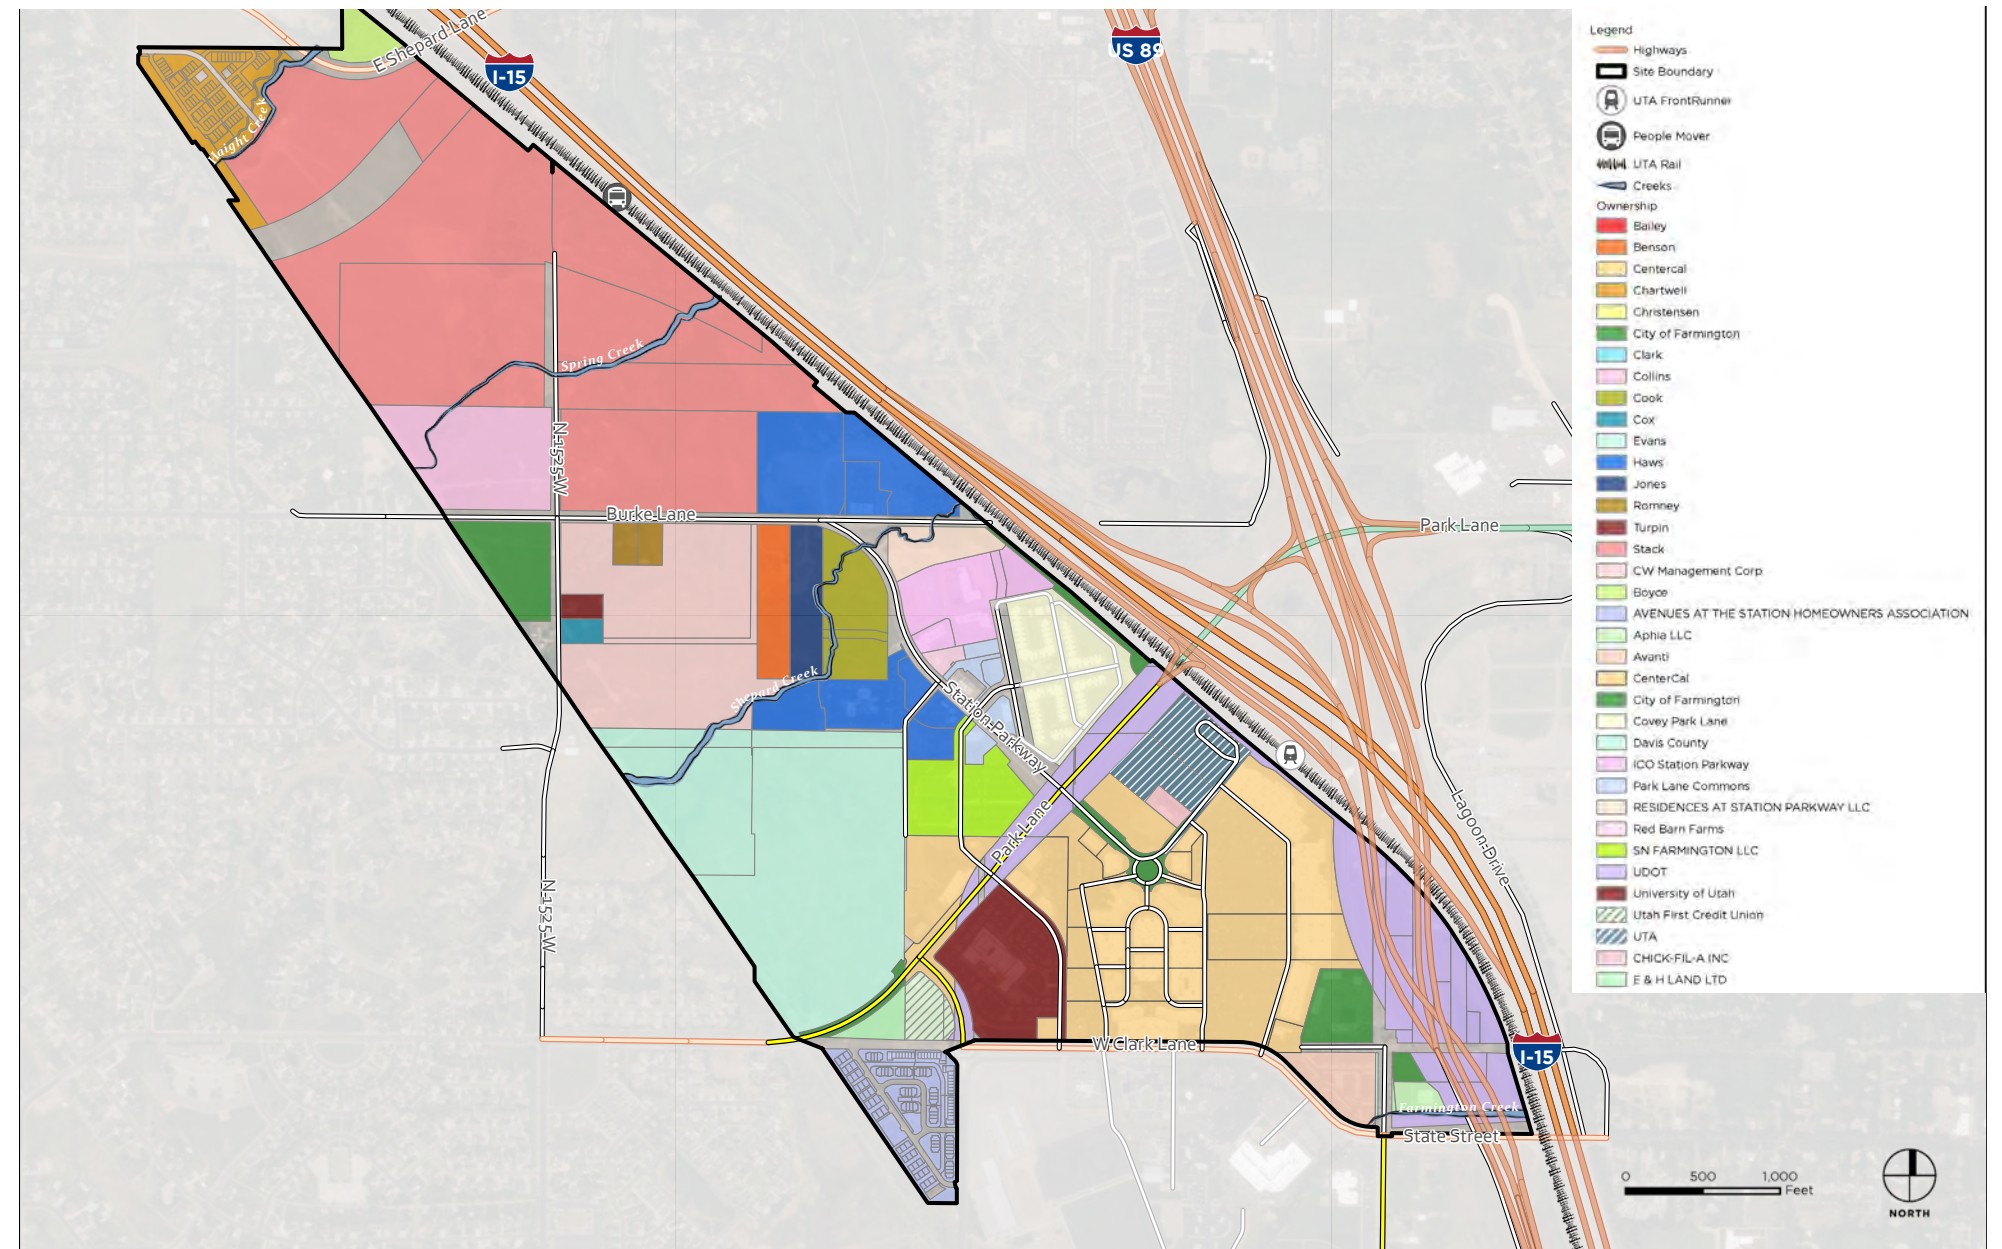 E Shepard Lane
I-15
US 89
Haight Creek
Spring Creek
N 1525 W
Burke Lane
Park Lane
Shepard Creek
Station Parkway
Park Lane
Lagoon Drive
N 1525 W
W Clark Lane
I-15
Farmington Creek
State Street
Legend
Highways
Site Boundary
UTA FrontRunner
People Mover
UTA Rail
Creeks
Ownership
Bailey
Benson
Centercal
Chartwell
Christensen
City of Farmington
Clark
Collins
Cook
Cox
Evans
Haws
Jones
Romney
Turpin
Stack
CW Management Corp
Boyce
AVENUES AT THE STATION HOMEOWNERS ASSOCIATION
Aphia LLC
Avanti
CenterCal
City of Farmington
Covey Park Lane
Davis County
ICO Station Parkway
Park Lane Commons
RESIDENCES AT STATION PARKWAY LLC
Red Barn Farms
SN FARMINGTON LLC
UDOT
University of Utah
Utah First Credit Union
UTA
CHICK-FIL-A INC
E & H LAND LTD
0 500 1,000
Feet
NORTH